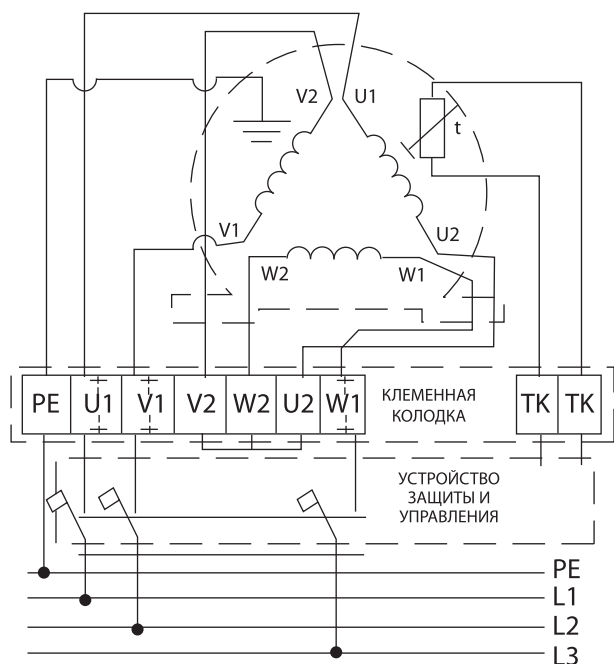 V2
U1
t
V1
U2
W2
W1
PE
U1
V1
V2
W2
U2
W1
КЛЕМЕННАЯ
КОЛОДКА
TK
TK
УСТРОЙСТВО
ЗАЩИТЫ И
УПРАВЛЕНИЯ
PE
L1
L2
L3